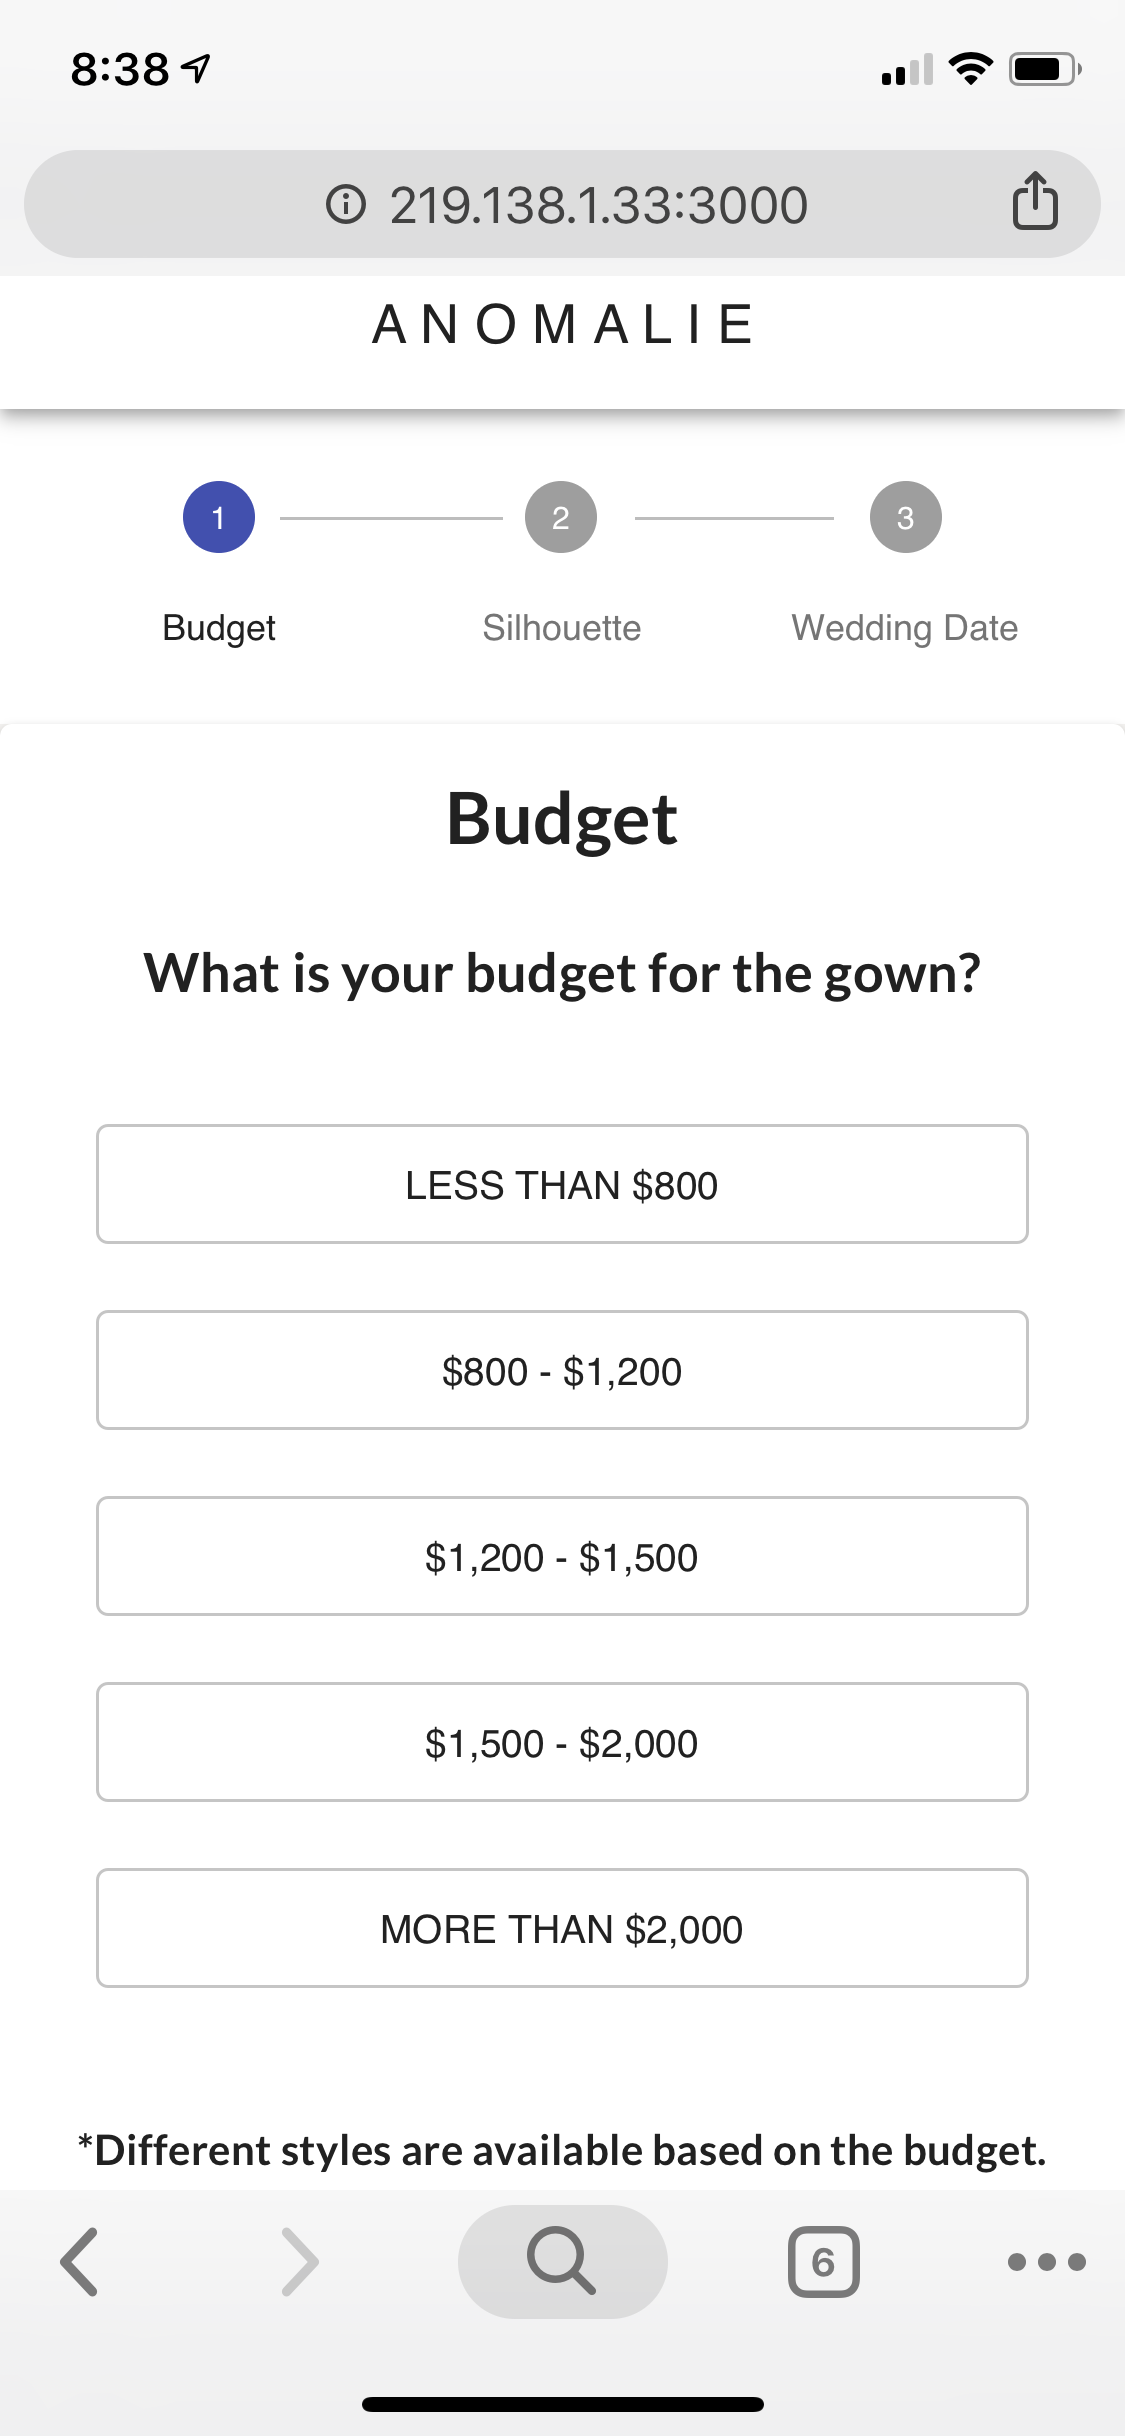 8:38
219.138.1.33:3000
ANOMALIE
1 2 3
Budget Silhouette Wedding Date
Budget
What is your budget for the gown?
LESS THAN $800
$800 - $1,200
$1,200 - $1,500
$1,500 - $2,000
MORE THAN $2,000
*Different styles are available based on the budget.
6